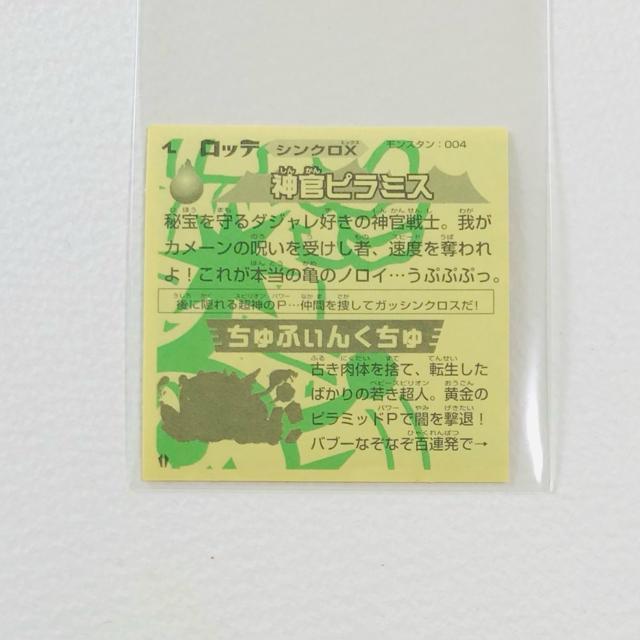 ロッテ シンクロX モンスタン：004
神官ピラミス
秘宝を守るダジャレ好きの神官戦士。我が
カメーンの呪いを受けし者、速度を奪われ
よ！これが本当の亀のノロイ…うぷぷぷっ。
後に隠れる超神のP…仲間を捜してガッシンクロスだ！
ちゅふぃんくちゅ
古き肉体を捨て、転生した
ばかりの若き超人。黄金の
ピラミッドPで闇を撃退！
バブーなぞなぞ百連発で→